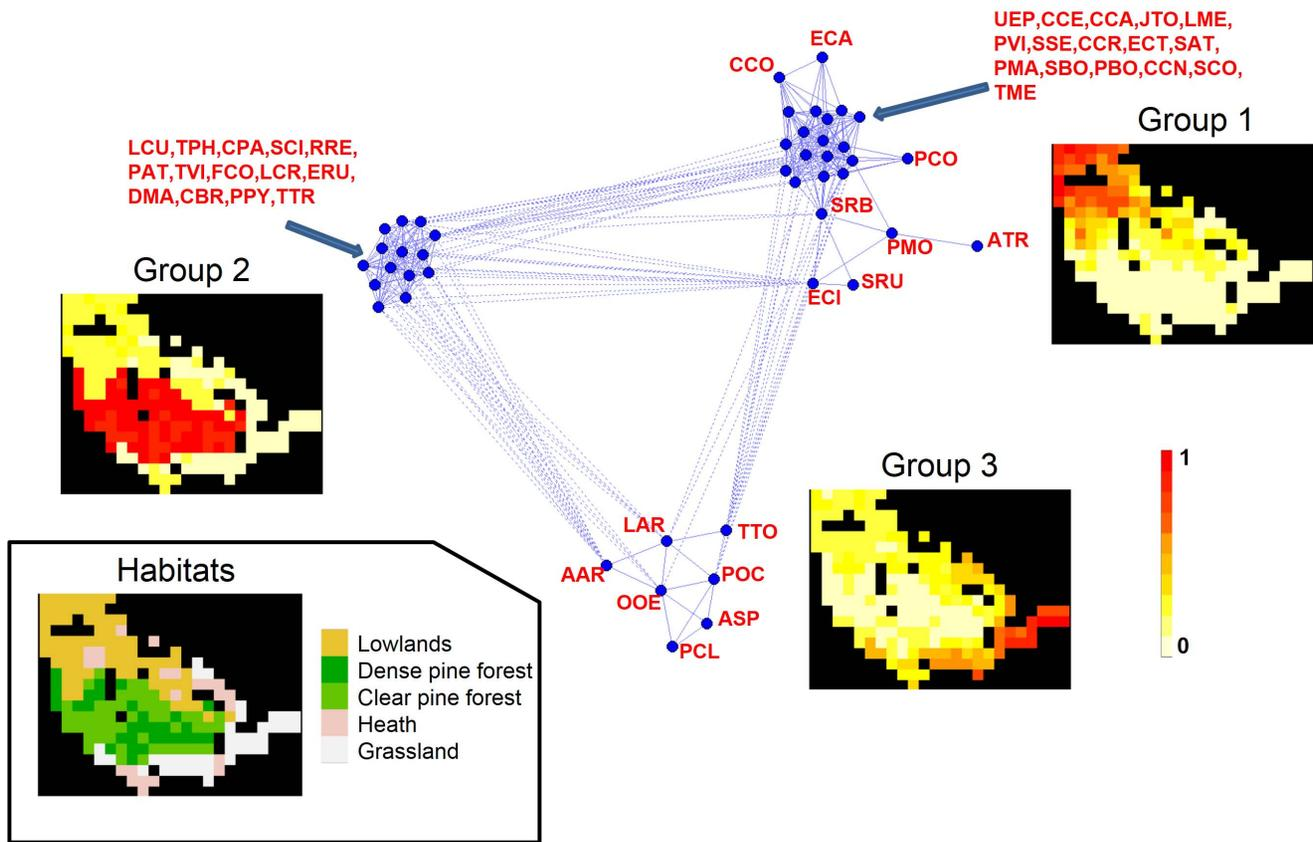 UEP,CCE,CCA,JTO,LME,
PVI,SSE,CCR,ECT,SAT,
PMA,SBO,PBO,CCN,SCO,
TME
ECA
CCO
Group 1
LCU,TPH,CPA,SCI,RRE,
PAT,TVI,FCO,LCR,ERU,
DMA,CBR,PPY,TTR
PCO
SRB
PMO
ATR
Group 2
ECI
SRU
Group 3
1
0
LAR
TTO
AAR
POC
OOE
ASP
PCL
Habitats
Lowlands
Dense pine forest
Clear pine forest
Heath
Grassland